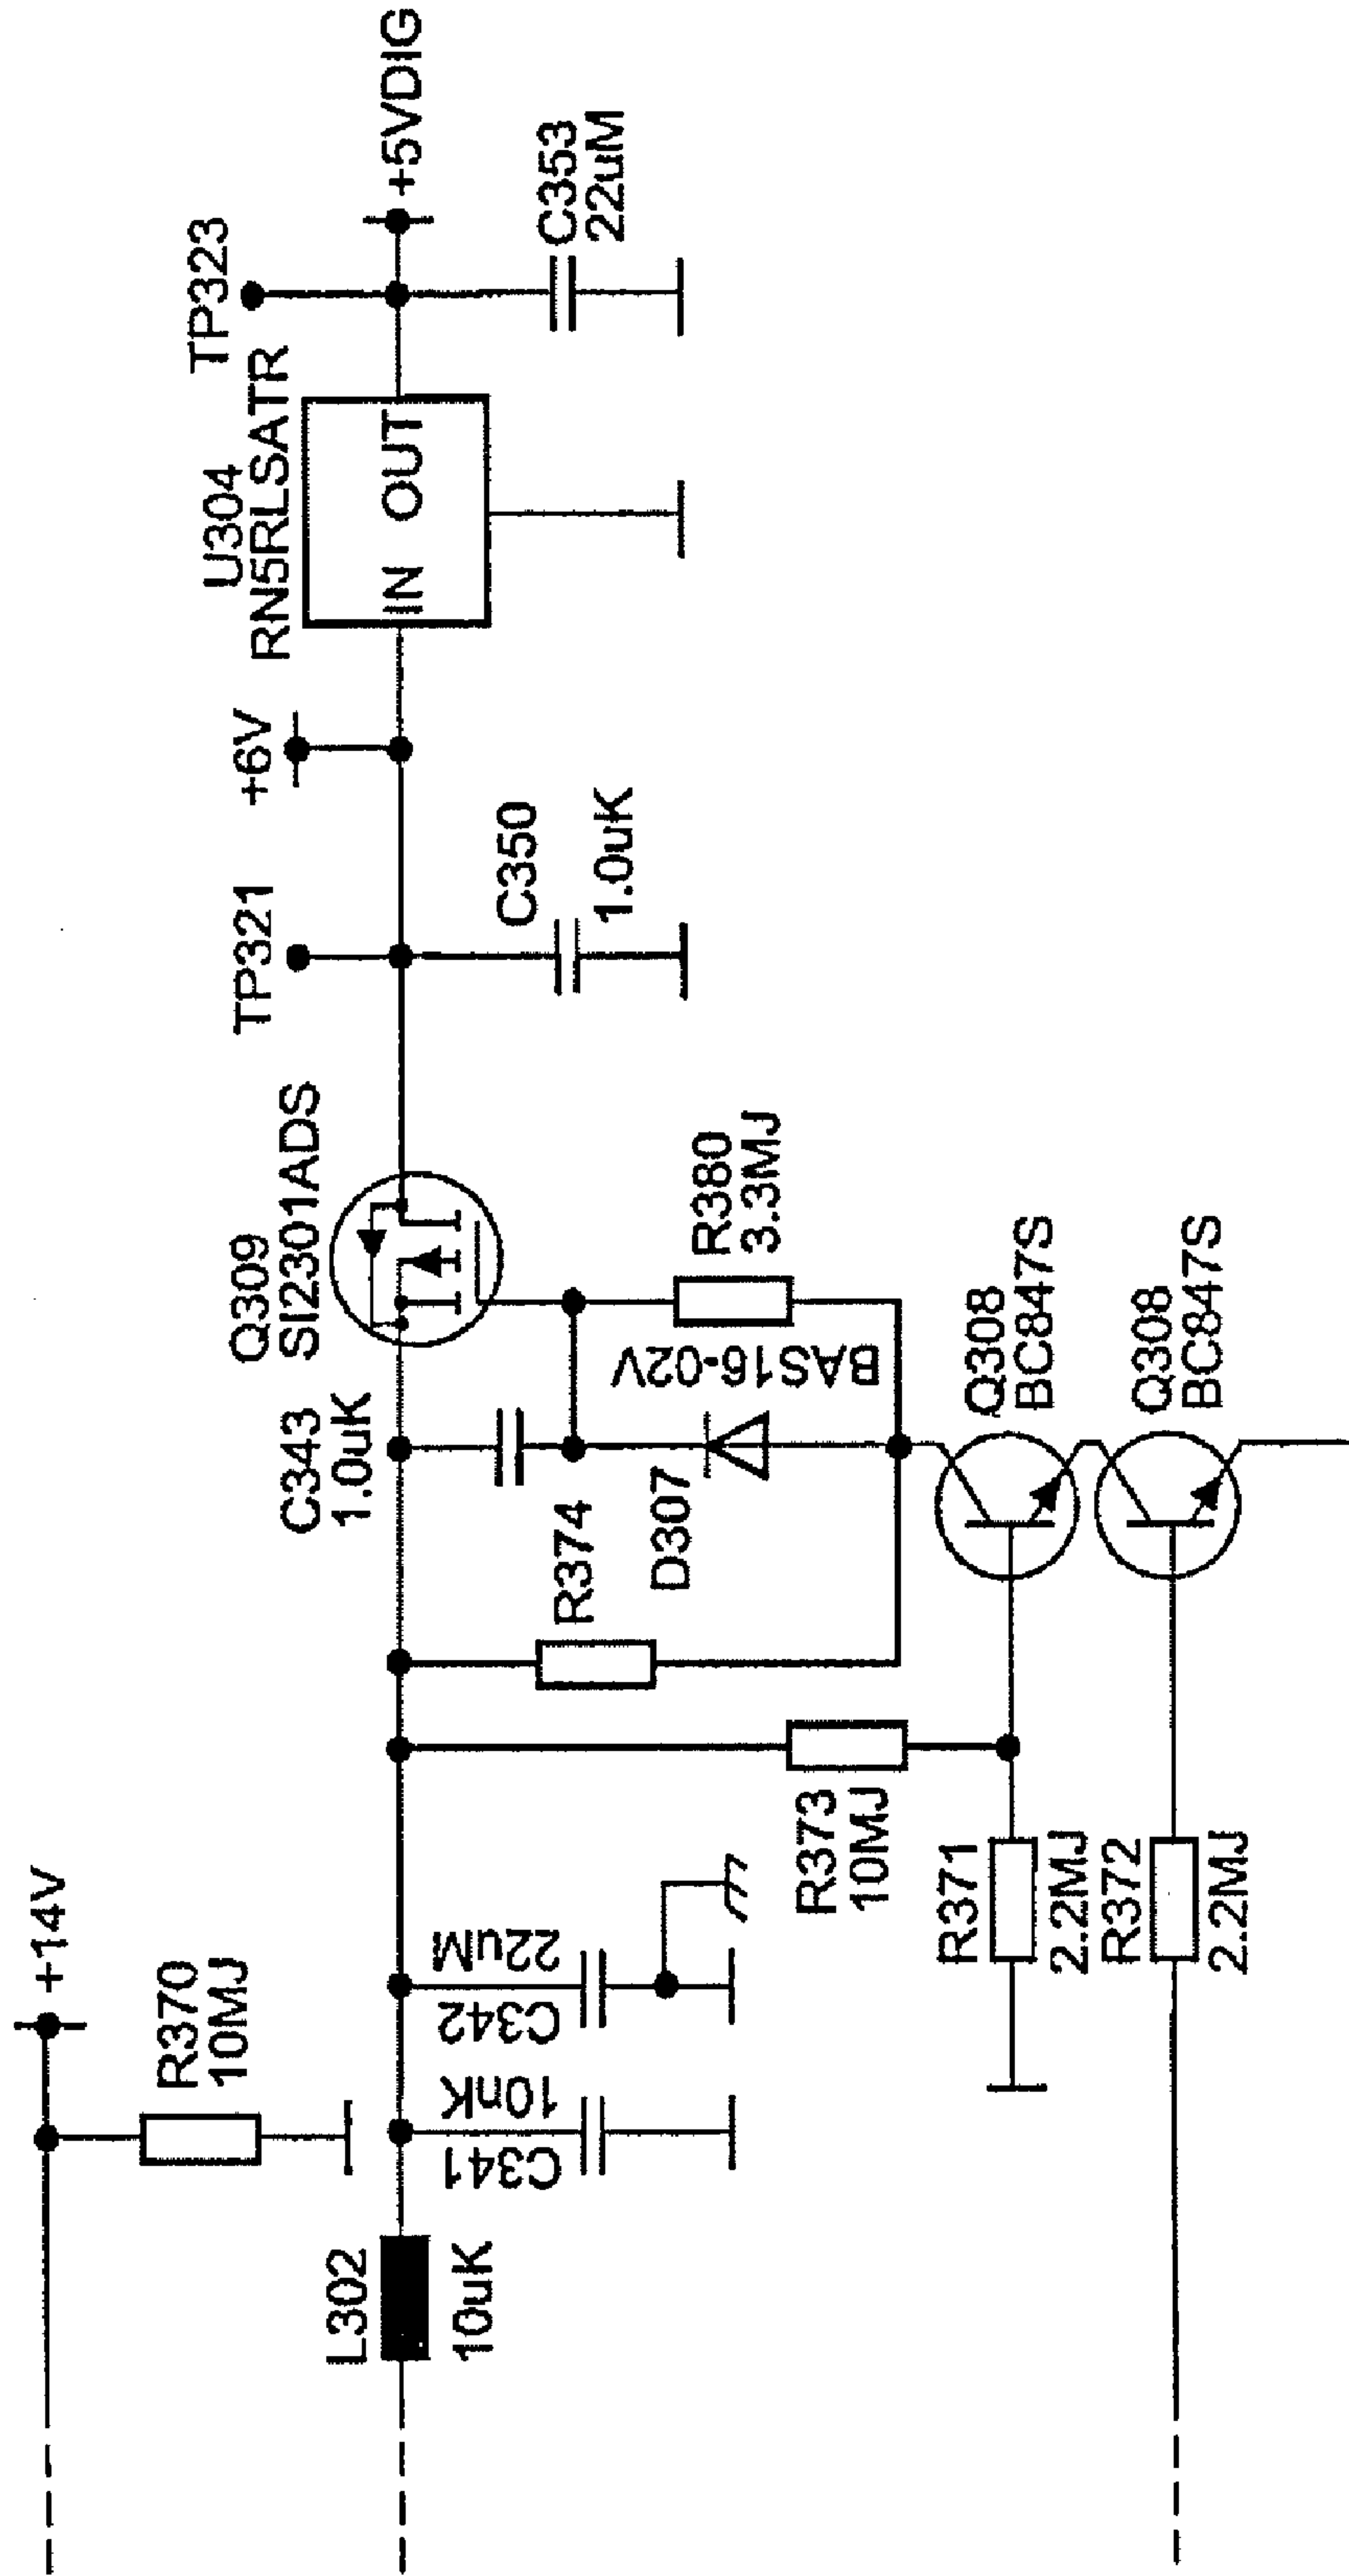 +14V
R370
10MJ
L302
10uK
C341
10nK
C342
22uM
R373
10MJ
R371
2.2MJ
R372
2.2MJ
R374
C343
1.0uK
D307
BAS16-02V
Q309
SI2301ADS
R380
3.3MJ
Q308
BC847S
Q308
BC847S
TP321
C350
1.0uK
+6V
U304
RN5RLSATR
IN OUT
TP323
+5VDIG
C353
22uM